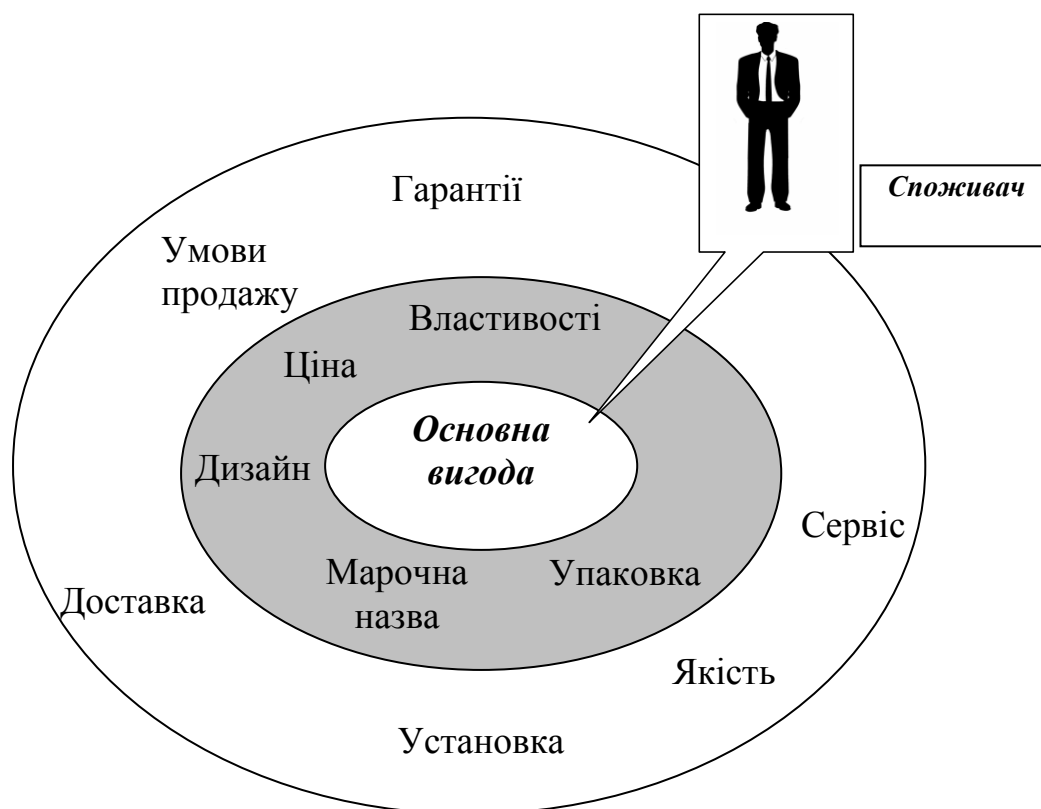 Споживач
Гарантії
Умови
продажу
Властивості
Ціна
Основна
вигода
Дизайн
Сервіс
Марочна
назва
Упаковка
Доставка
Якість
Установка